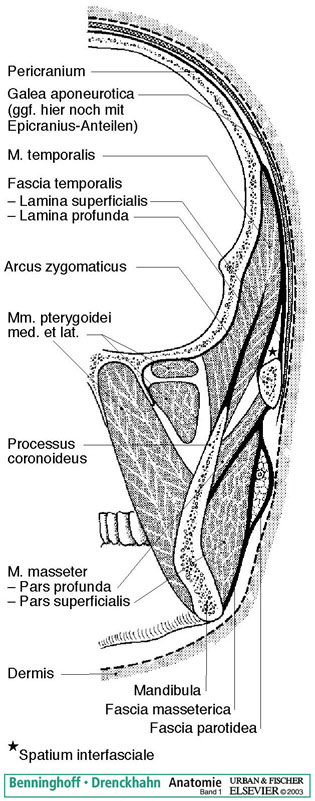 Pericranium
Galea aponeurotica
(ggf. hier noch mit
Epicranius-Anteilen)
M. temporalis
Fascia temporalis
– Lamina superficialis
– Lamina profunda
Arcus zygomaticus
Mm. pterygoidei
med. et lat.
Processus
coronoideus
M. masseter
– Pars profunda
– Pars superficialis
Dermis
Mandibula
Fascia masseterica
Fascia parotidea
★Spatium interfasciale
Benninghoff · Drenckhahn Anatomie Band 1 URBAN & FISCHER
ELSEVIER ©2003